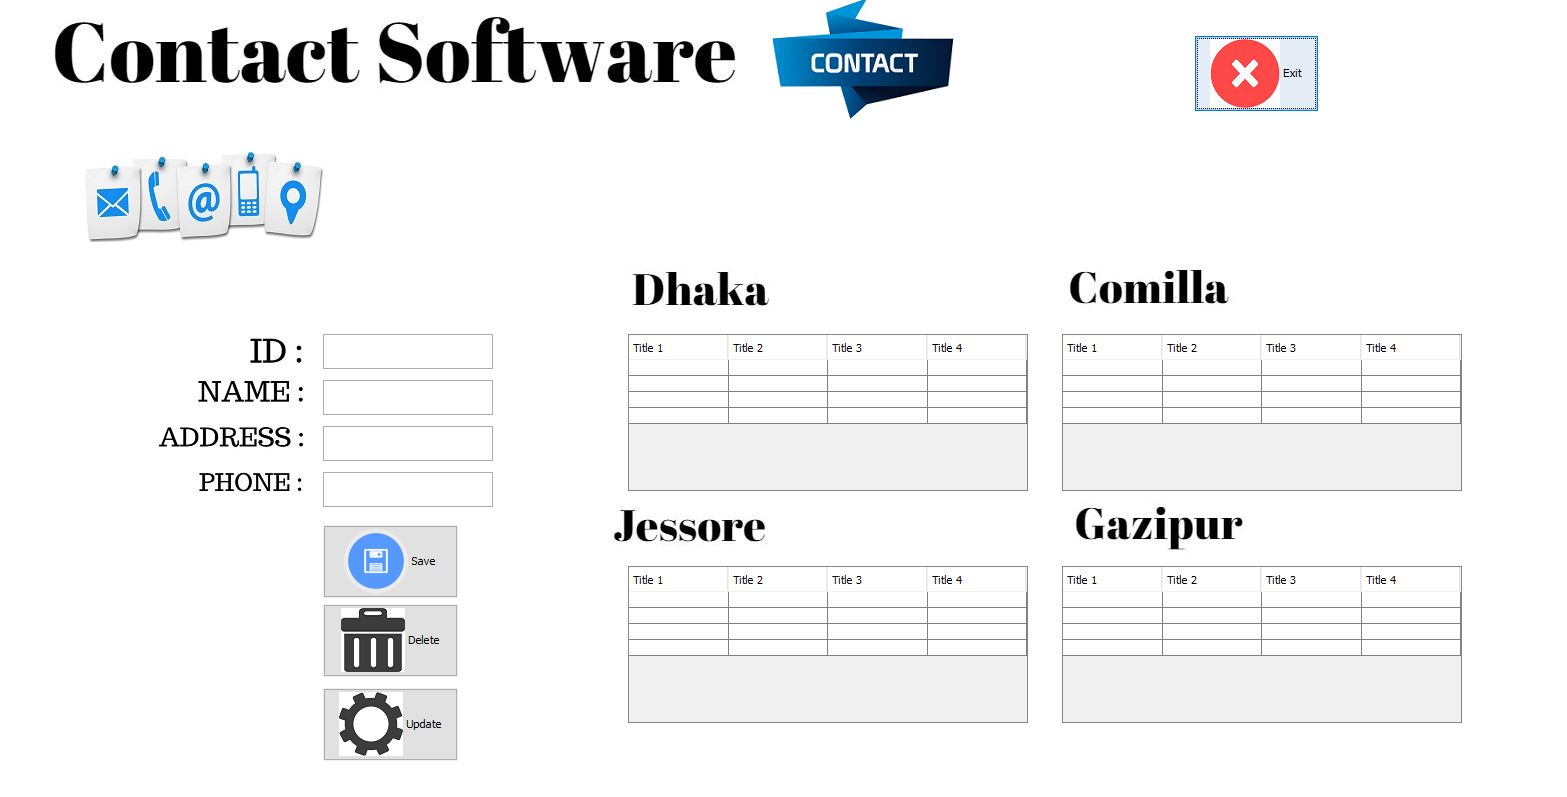 Contact Software
CONTACT
Exit
@
Dhaka
Comilla
ID :
NAME :
ADDRESS :
PHONE :
Title 1 Title 2 Title 3 Title 4
Title 1 Title 2 Title 3 Title 4
Save
Delete
Update
Jessore
Gazipur
Title 1 Title 2 Title 3 Title 4
Title 1 Title 2 Title 3 Title 4